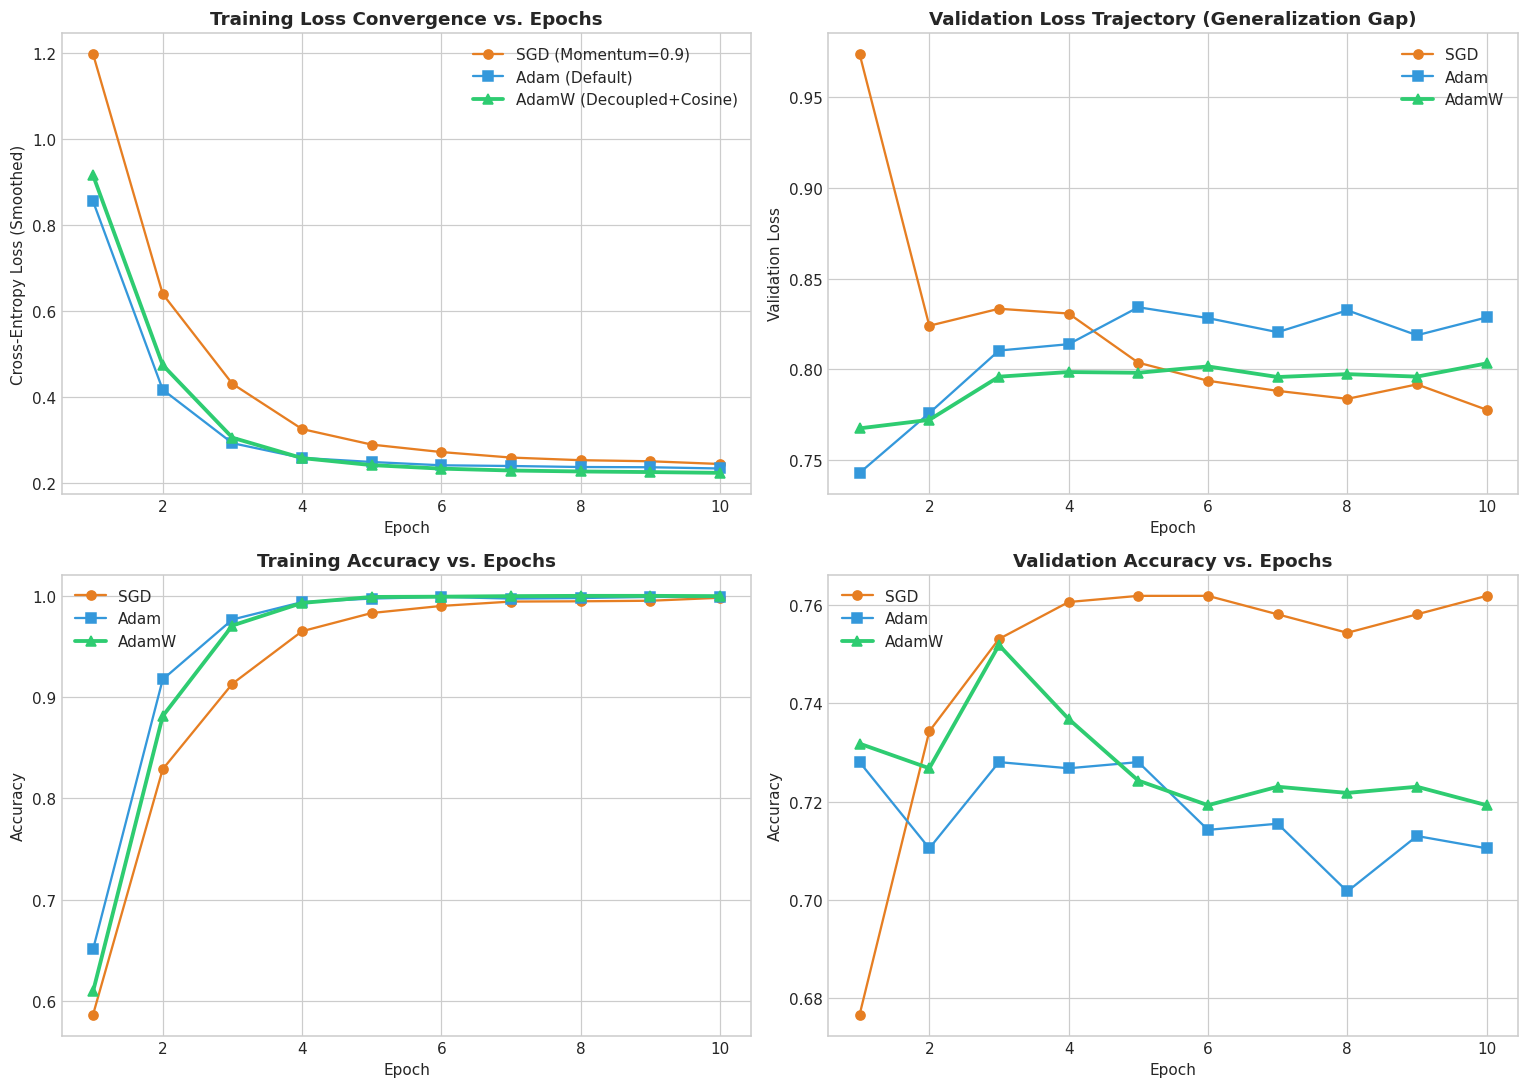 Training Loss Convergence vs. Epochs
Cross-Entropy Loss (Smoothed)
1.2
1.0
0.8
0.6
0.4
0.2
SGD (Momentum=0.9)
Adam (Default)
AdamW (Decoupled+Cosine)
2 4 6 8 10
Epoch
Validation Loss Trajectory (Generalization Gap)
Validation Loss
0.95
0.90
0.85
0.80
0.75
SGD
Adam
AdamW
2 4 6 8 10
Epoch
Training Accuracy vs. Epochs
Accuracy
1.0
0.9
0.8
0.7
0.6
SGD
Adam
AdamW
2 4 6 8 10
Epoch
Validation Accuracy vs. Epochs
Accuracy
0.76
0.74
0.72
0.70
0.68
SGD
Adam
AdamW
2 4 6 8 10
Epoch